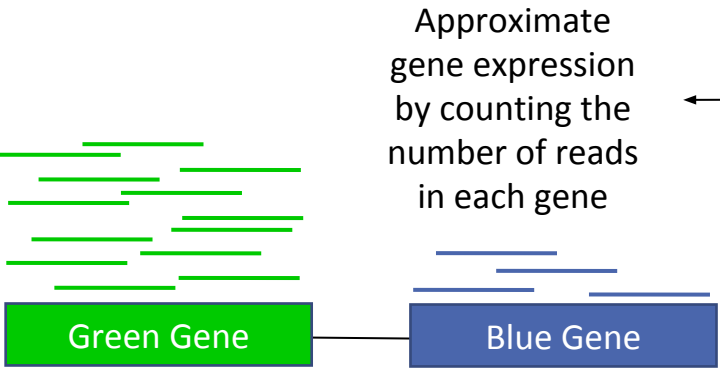 Approximate
gene expression
by counting the
number of reads
in each gene
Green Gene
Blue Gene